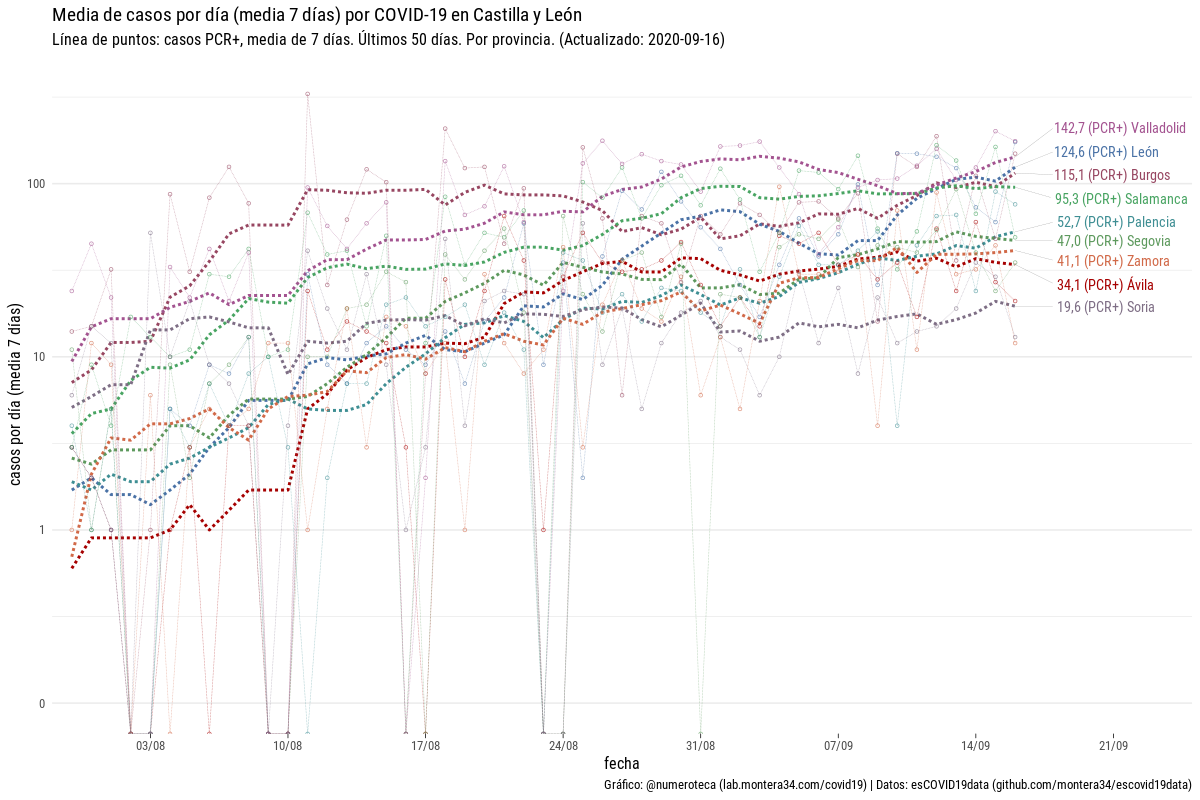 Media de casos por día (media 7 días) por COVID-19 en Castilla y León
Línea de puntos: casos PCR+, media de 7 días. Últimos 50 días. Por provincia. (Actualizado: 2020-09-16)
casos por día (media 7 días)
100
10
1
0
142,7 (PCR+) Valladolid
124,6 (PCR+) León
115,1 (PCR+) Burgos
95,3 (PCR+) Salamanca
52,7 (PCR+) Palencia
47,0 (PCR+) Segovia
41,1 (PCR+) Zamora
34,1 (PCR+) Ávila
19,6 (PCR+) Soria
03/08
10/08
17/08
24/08
31/08
07/09
14/09
21/09
fecha
Gráfico: @numeroteca (lab.montera34.com/covid19) | Datos: esCOVID19data (github.com/montera34/escovid19data)